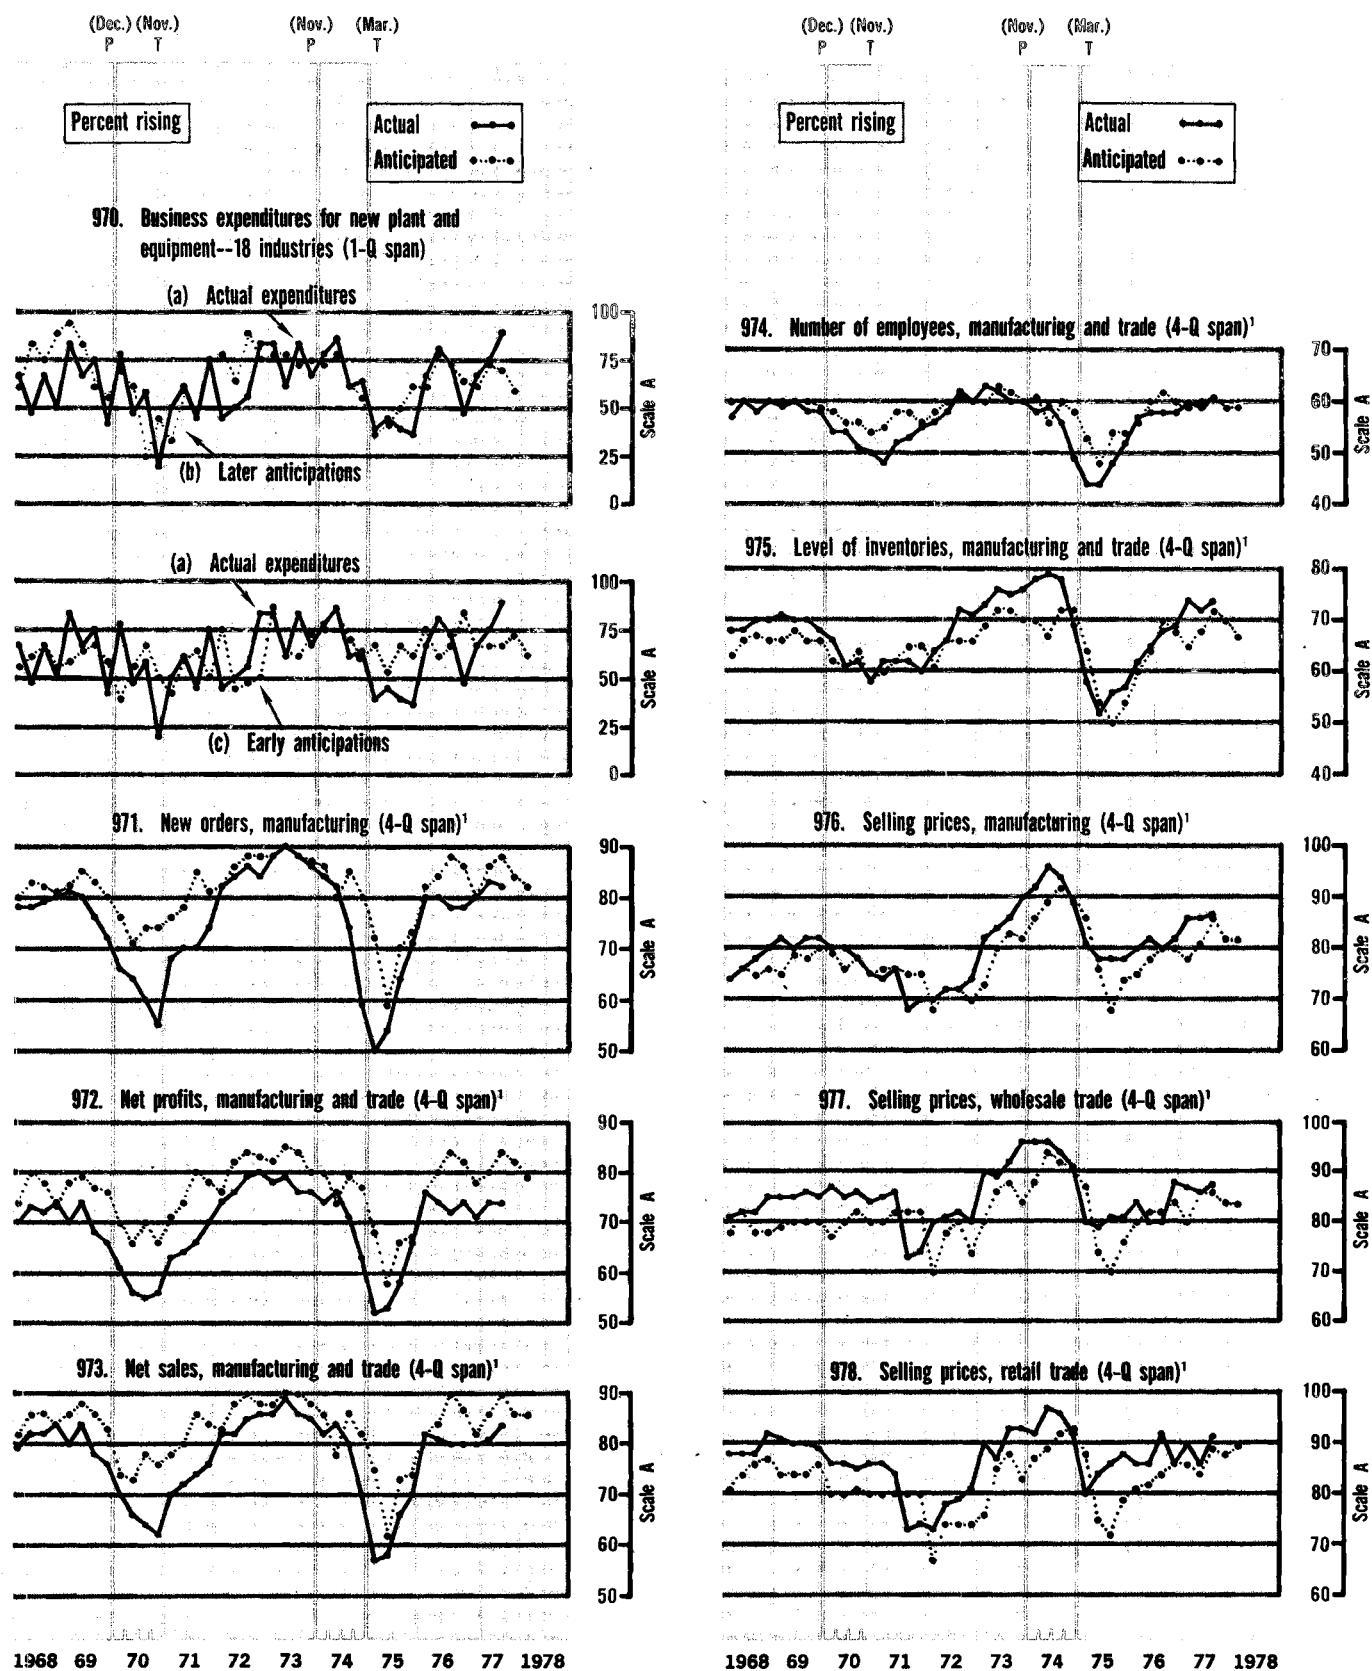 (Dec.) (Nov.) (Nov.) (Mar.)
P T P T
Percent rising
Actual
Anticipated
970. Business expenditures for new plant and
equipment--18 industries (1-Q span)
(a) Actual expenditures
100
75
50
25
0
Scale A
(b) Later anticipations
(a) Actual expenditures
100
75
50
25
0
Scale A
(c) Early anticipations
971. New orders, manufacturing (4-Q span)¹
90
80
70
60
50
Scale A
972. Net profits, manufacturing and trade (4-Q span)¹
90
80
70
60
50
Scale A
973. Net sales, manufacturing and trade (4-Q span)¹
90
80
70
60
50
Scale A
1968 69 70 71 72 73 74 75 76 77 1978
(Dec.) (Nov.) (Nov.) (Mar.)
P T P T
Percent rising
Actual
Anticipated
974. Number of employees, manufacturing and trade (4-Q span)¹
70
60
50
40
Scale A
975. Level of inventories, manufacturing and trade (4-Q span)¹
80
70
60
50
40
Scale A
976. Selling prices, manufacturing (4-Q span)¹
100
90
80
70
60
Scale A
977. Selling prices, wholesale trade (4-Q span)¹
100
90
80
70
60
Scale A
978. Selling prices, retail trade (4-Q span)¹
100
90
80
70
60
Scale A
1968 69 70 71 72 73 74 75 76 77 1978